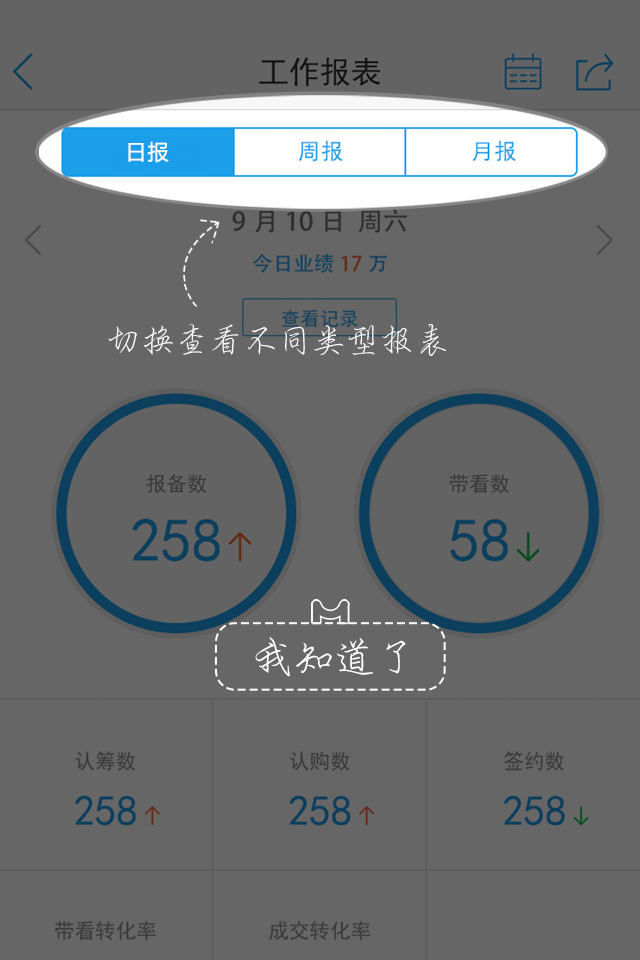 工作报表
日报 周报 月报
9 月 10 日 周六
今日业绩 17 万
查看记录
切换查看不同类型报表
报备数 带看数
258 58
我知道了
认筹数 认购数 签约数
258 258 258
带看转化率 成交转化率